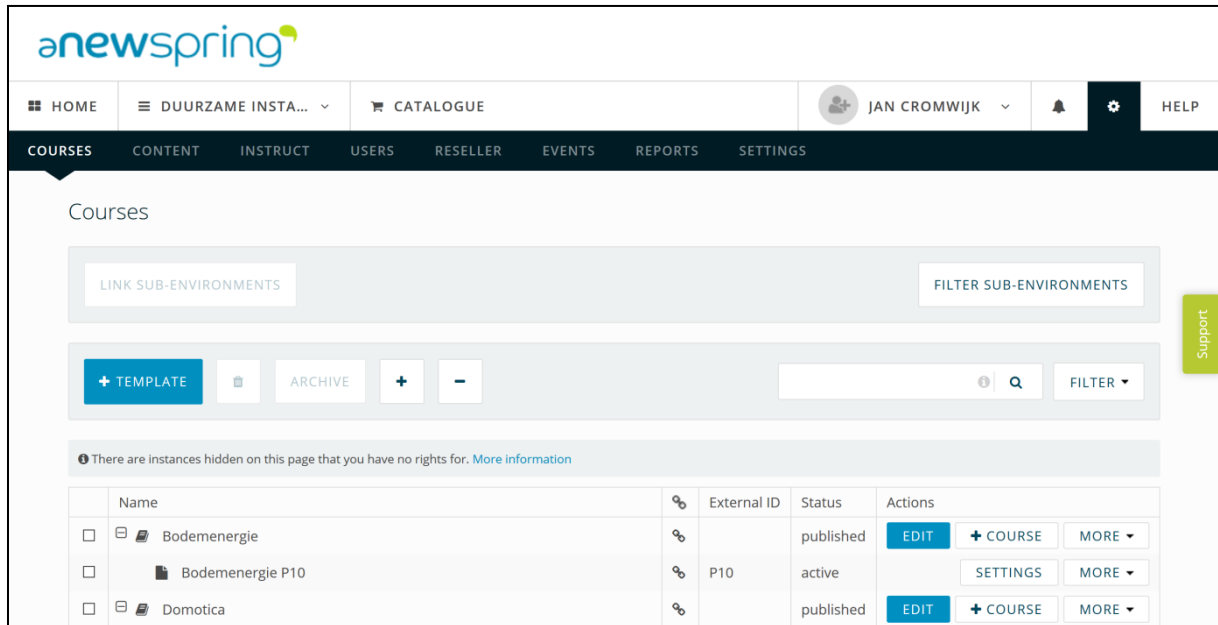 anewspring
HOME DUURZAME INSTA... CATALOGUE JAN CROMWIJK HELP
COURSES CONTENT INSTRUCT USERS RESELLER EVENTS REPORTS SETTINGS
Courses
LINK SUB-ENVIRONMENTS FILTER SUB-ENVIRONMENTS
Support
+ TEMPLATE ARCHIVE + - FILTER
There are instances hidden on this page that you have no rights for. More information
Name External ID Status Actions
Bodemenergie published EDIT + COURSE MORE
Bodemenergie P10 P10 active SETTINGS MORE
Domotica published EDIT + COURSE MORE